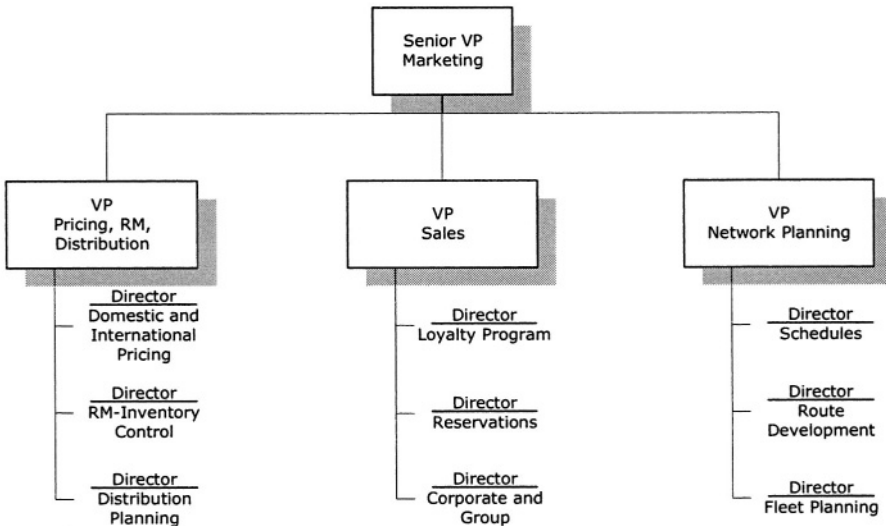 Senior VP
Marketing
VP
Pricing, RM,
Distribution
VP
Sales
VP
Network Planning
Director
Domestic and
International
Pricing
Director
RM-Inventory
Control
Director
Distribution
Planning
Director
Loyalty Program
Director
Reservations
Director
Corporate and
Group
Director
Schedules
Director
Route
Development
Director
Fleet Planning